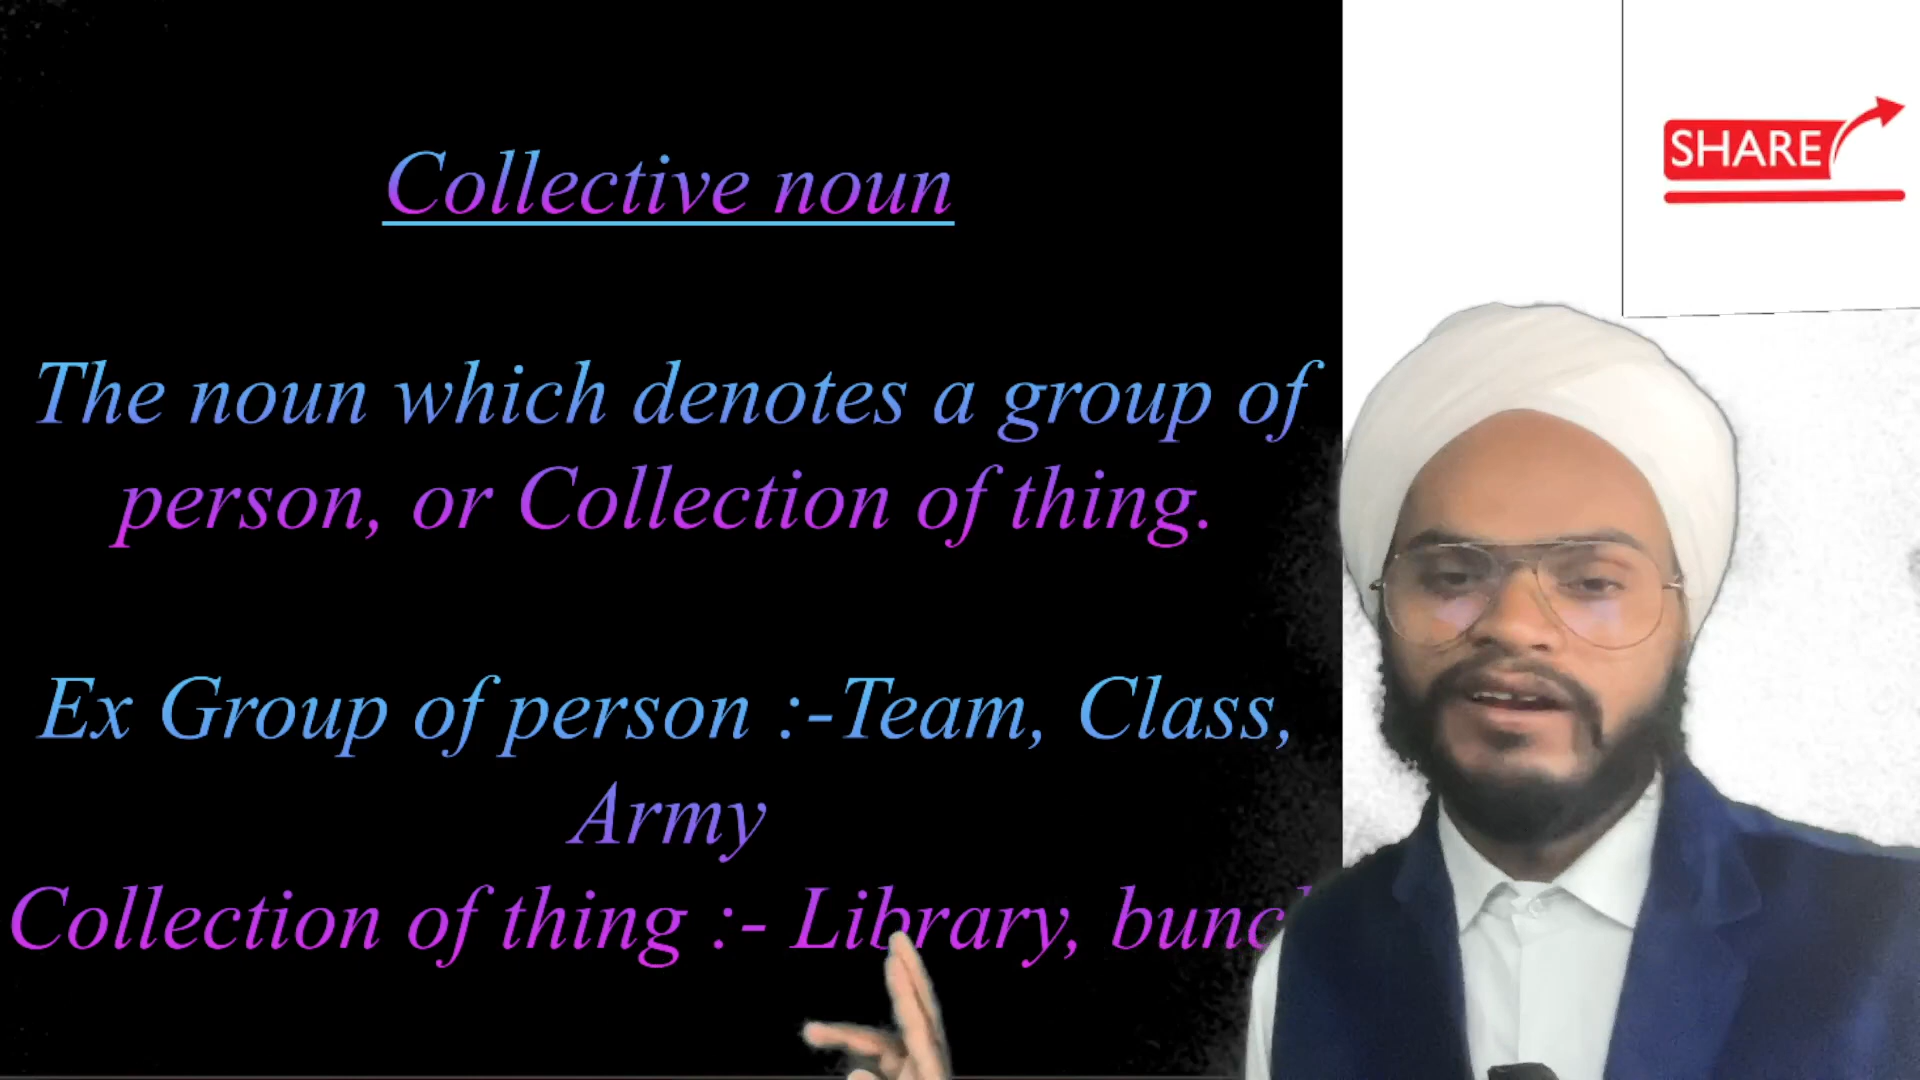 Collective noun
The noun which denotes a group of
person, or Collection of thing.
Ex Group of person :-Team, Class,
Army
Collection of thing :- Library,
SHARE